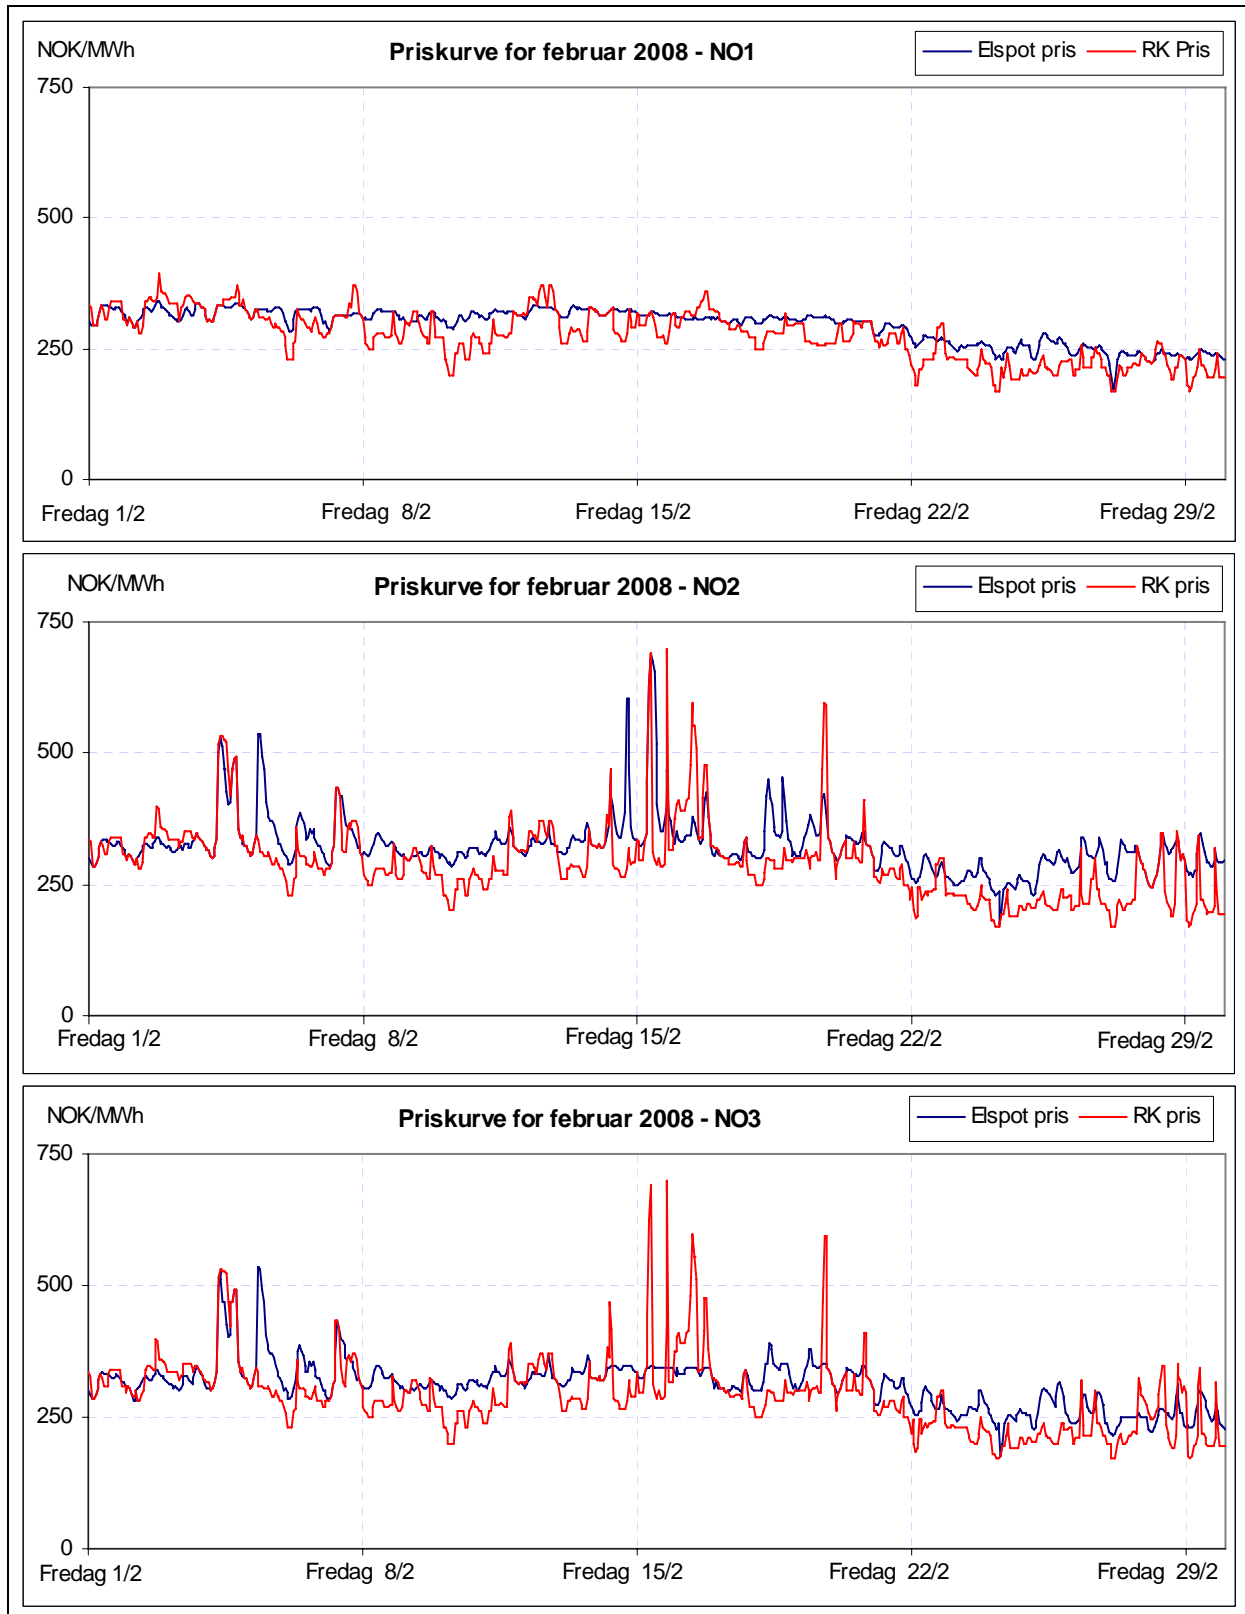 NOK/MWh Priskurve for februar 2008 - NO1 Elspot pris RK Pris
750
500
250
0
Fredag 1/2 Fredag 8/2 Fredag 15/2 Fredag 22/2 Fredag 29/2
NOK/MWh Priskurve for februar 2008 - NO2 Elspot pris RK pris
750
500
250
0
Fredag 1/2 Fredag 8/2 Fredag 15/2 Fredag 22/2 Fredag 29/2
NOK/MWh Priskurve for februar 2008 - NO3 Elspot pris RK pris
750
500
250
0
Fredag 1/2 Fredag 8/2 Fredag 15/2 Fredag 22/2 Fredag 29/2